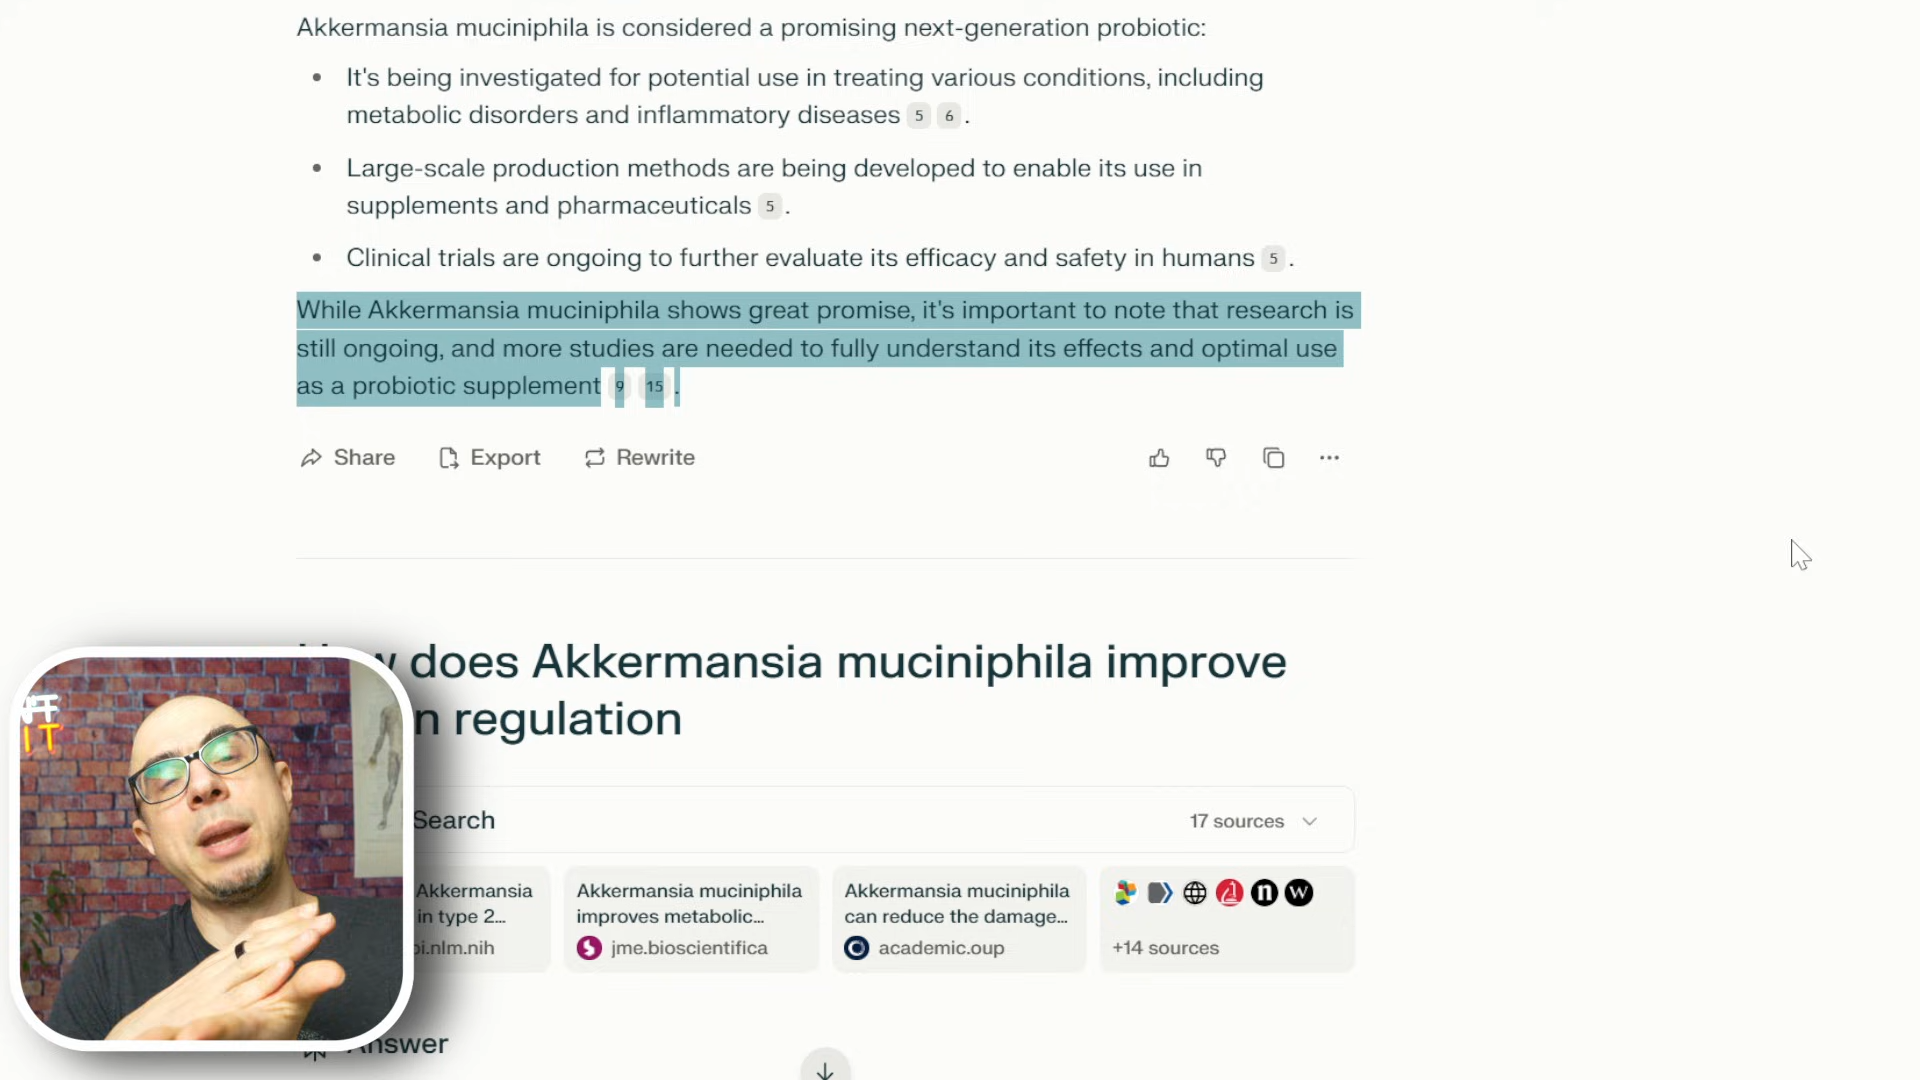 Akkermansia muciniphila is considered a promising next-generation probiotic:
• It's being investigated for potential use in treating various conditions, including
metabolic disorders and inflammatory diseases 5 6 .
• Large-scale production methods are being developed to enable its use in
supplements and pharmaceuticals 5 .
• Clinical trials are ongoing to further evaluate its efficacy and safety in humans 5 .
While Akkermansia muciniphila shows great promise, it's important to note that research is
still ongoing, and more studies are needed to fully understand its effects and optimal use
as a probiotic supplement 9 15 .
Share Export Rewrite
does Akkermansia muciniphila improve
n regulation
IT
Search 17 sources
Akkermansia
in type 2...
pi.nlm.nih
Akkermansia muciniphila
improves metabolic...
jme.bioscientifica
Akkermansia muciniphila
can reduce the damage...
academic.oup
n W
+14 sources
Answer